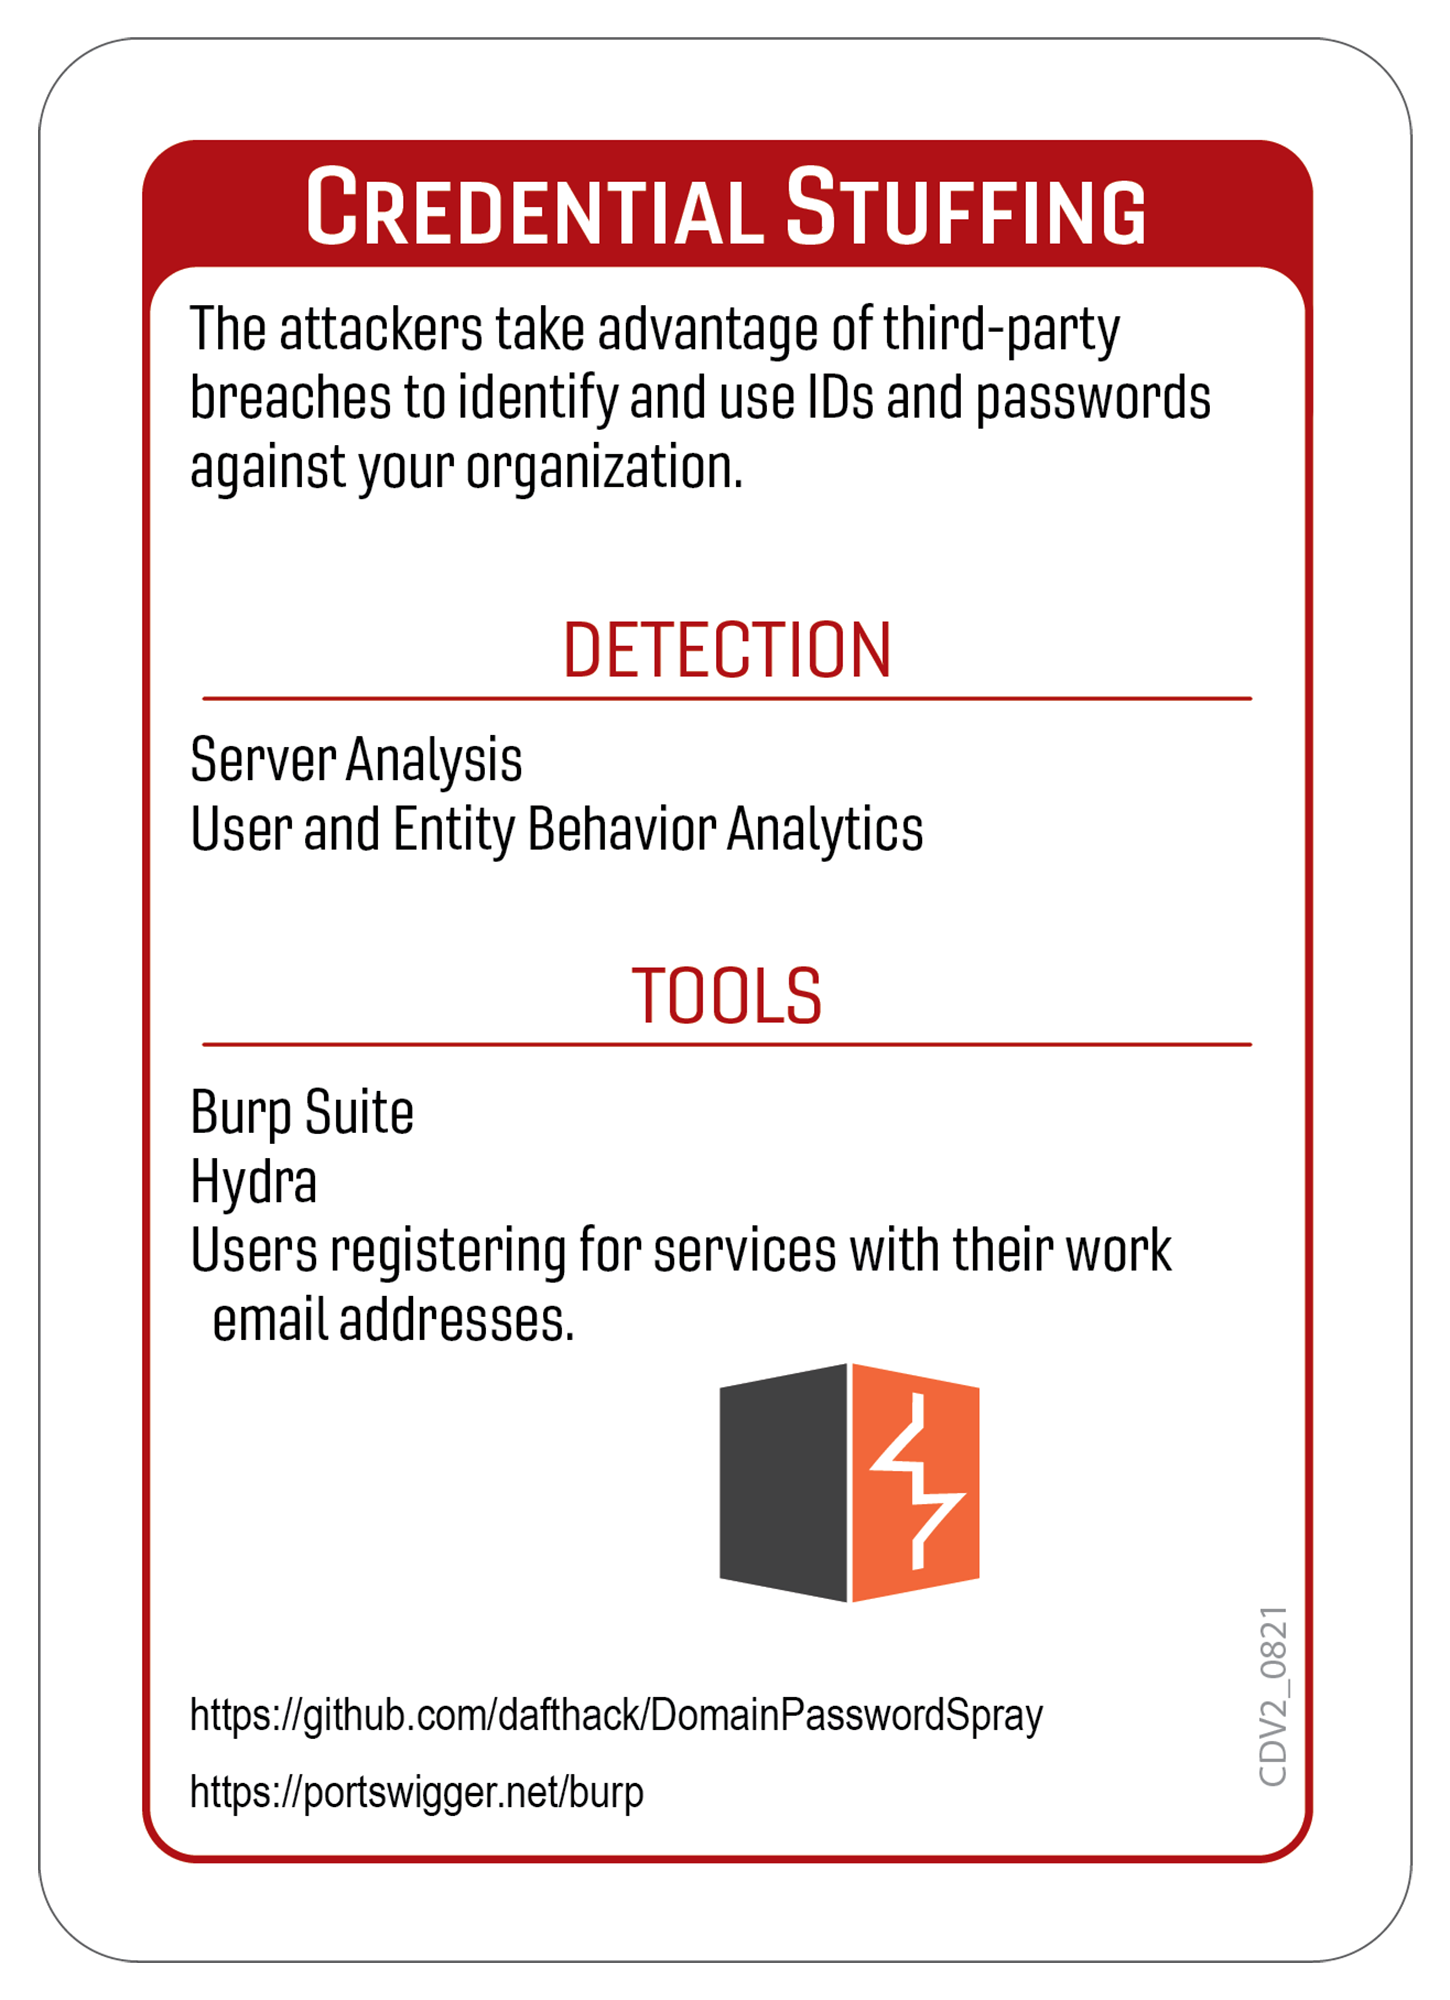 CREDENTIAL STUFFING
The attackers take advantage of third-party
breaches to identify and use IDs and passwords
against your organization.
DETECTION
Server Analysis
User and Entity Behavior Analytics
TOOLS
Burp Suite
Hydra
Users registering for services with their work
email addresses.
https://github.com/dafthack/DomainPasswordSpray
https://portswigger.net/burp
CDV2_0821